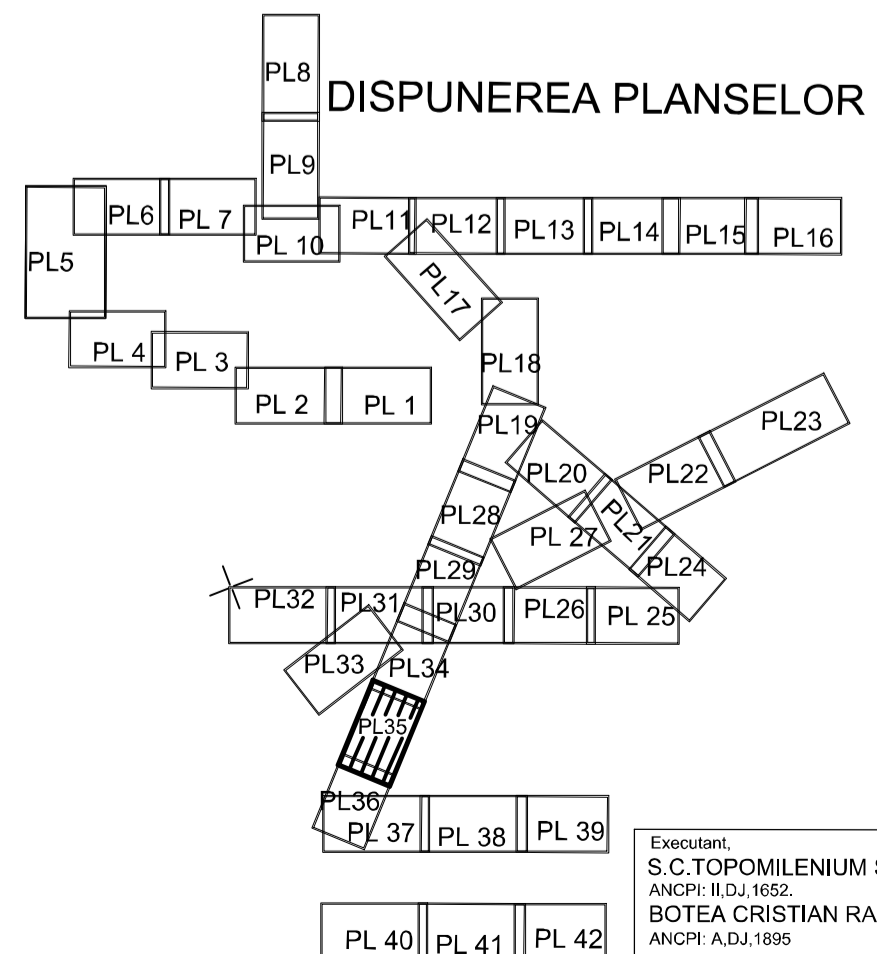 PL8
DISPUNEREA PLANSELOR
PL9
PL6
PL 7
PL11
PL12
PL13
PL14
PL15
PL16
PL 10
PL5
PL17
PL 4
PL 3
PL18
PL 2
PL 1
PL19
PL23
PL20
PL22
PL28
PL21
PL 27
PL29
PL24
PL32
PL31
PL30
PL26
PL 25
PL33
PL34
PL35
PL36
PL 37
PL 38
PL 39
Executant,
S.C.TOPOMILENIUM
ANCPI: II,DJ,1652.
BOTEA CRISTIAN RA
ANCPI: A,DJ,1895
PL 40
PL 41
PL 42